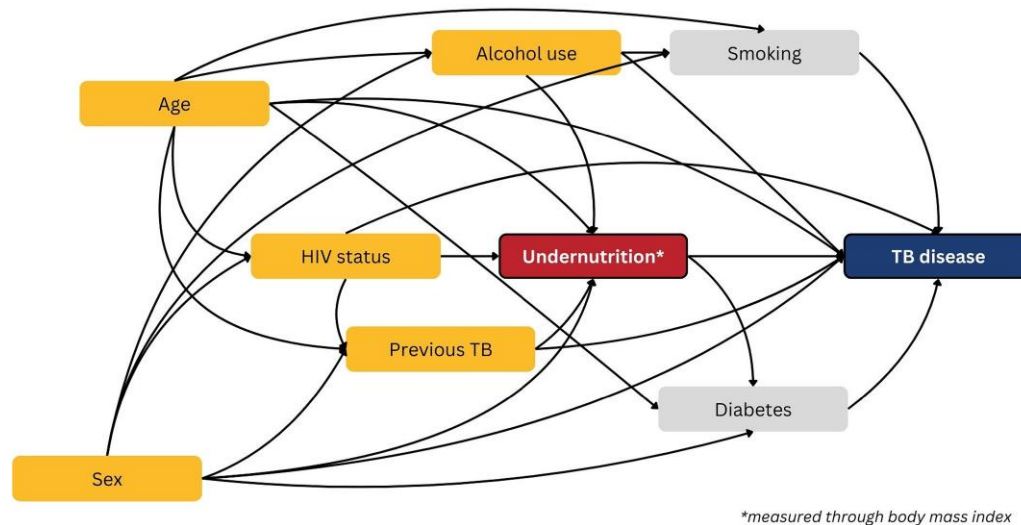 Alcohol use
Smoking
Age
HIV status
Undernutrition*
TB disease
Previous TB
Diabetes
Sex
*measured through body mass index